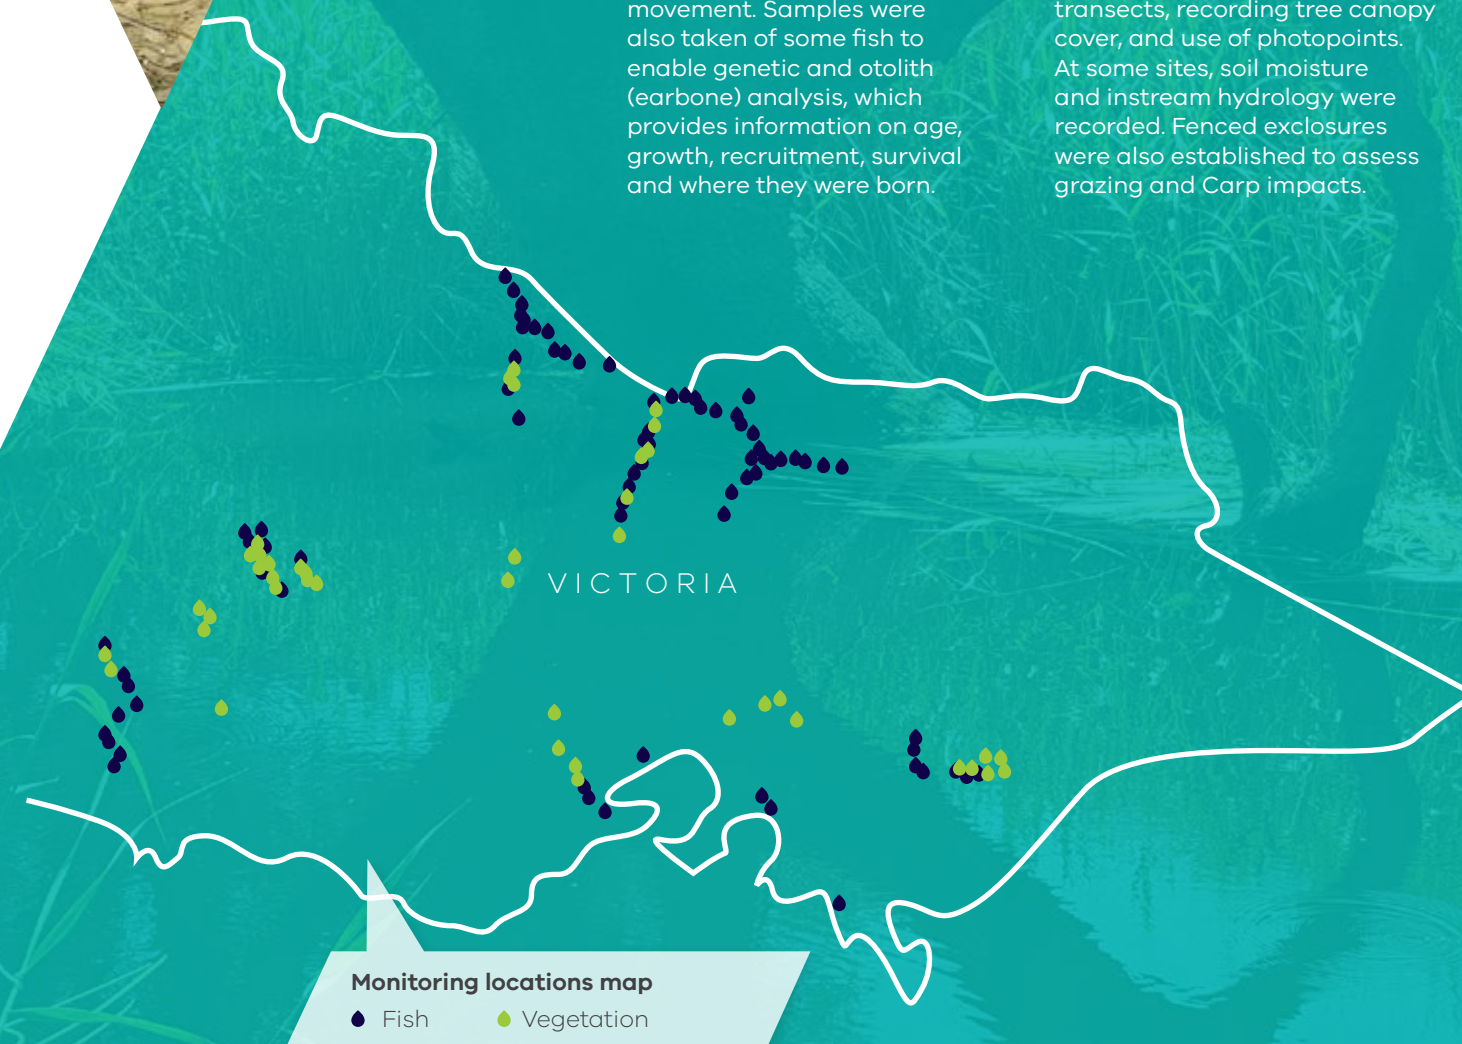 movement. Samples were
also taken of some fish to
enable genetic and otolith
(earbone) analysis, which
provides information on age,
growth, recruitment, survival
and where they were born.
transects, recording tree canopy
cover, and use of photopoints.
At some sites, soil moisture
and instream hydrology were
recorded. Fenced exclosures
were also established to assess
grazing and Carp impacts.
VICTORIA
Monitoring locations map
Fish
Vegetation